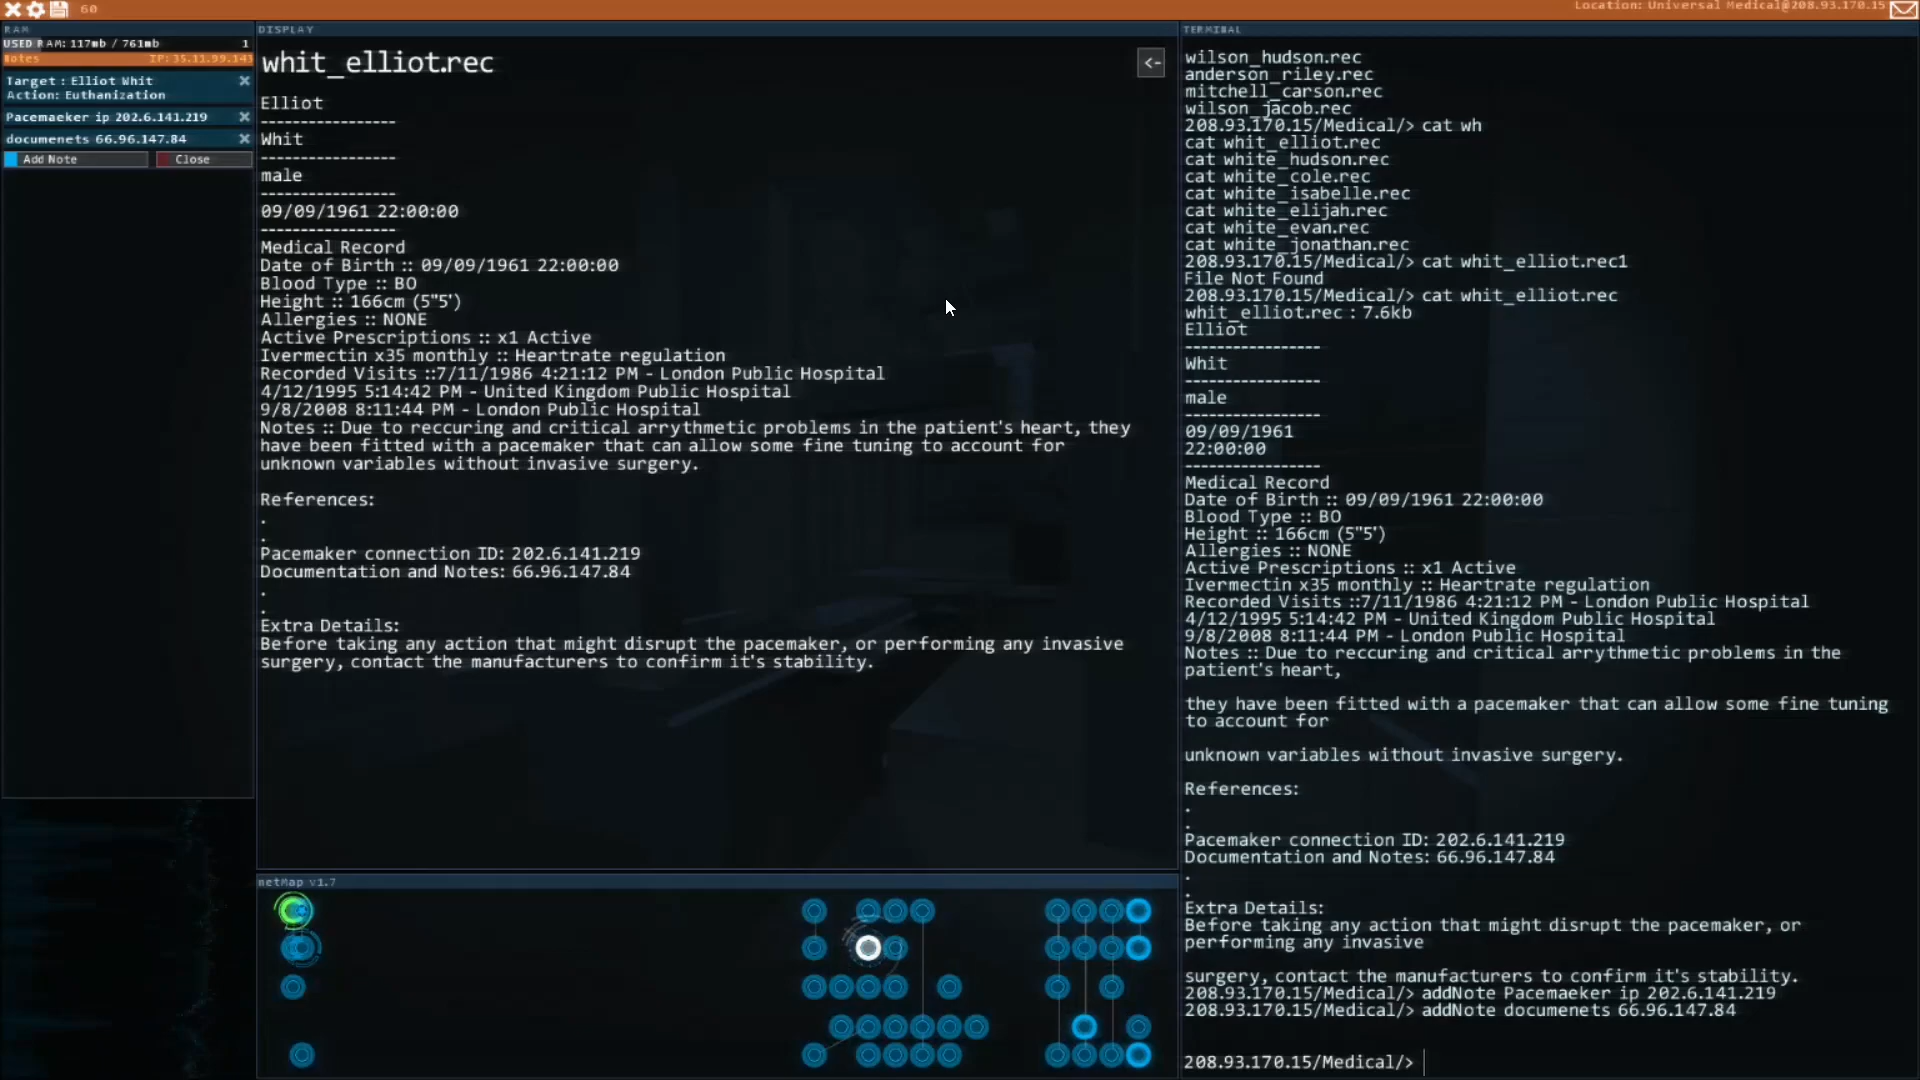 60
Location: Universal Medical@208.93.170.15
RAM
USED RAM: 117mb / 761mb 1
Notes IP: 35.11.99.143
Target : Elliot Whit
Action: Euthanization
Pacemaeker ip 202.6.141.219
documenets 66.96.147.84
Add Note Close
DISPLAY
whit_elliot.rec
<-
Elliot
----------------
Whit
----------------
male
----------------
09/09/1961 22:00:00
----------------
Medical Record
Date of Birth :: 09/09/1961 22:00:00
Blood Type :: BO
Height :: 166cm (5"5')
Allergies :: NONE
Active Prescriptions :: x1 Active
Ivermectin x35 monthly :: Heartrate regulation
Recorded Visits ::7/11/1986 4:21:12 PM - London Public Hospital
4/12/1995 5:14:42 PM - United Kingdom Public Hospital
9/8/2008 8:11:44 PM - London Public Hospital
Notes :: Due to reccuring and critical arrythmetic problems in the patient's heart, they
have been fitted with a pacemaker that can allow some fine tuning to account for
unknown variables without invasive surgery.
References:
.
.
Pacemaker connection ID: 202.6.141.219
Documentation and Notes: 66.96.147.84
.
.
Extra Details:
Before taking any action that might disrupt the pacemaker, or performing any invasive
surgery, contact the manufacturers to confirm it's stability.
netMap v1.7
TERMINAL
wilson_hudson.rec
anderson_riley.rec
mitchell_carson.rec
wilson_jacob.rec
208.93.170.15/Medical/> cat wh
cat whit_elliot.rec
cat white_hudson.rec
cat white_cole.rec
cat white_isabelle.rec
cat white_elijah.rec
cat white_evan.rec
cat white_jonathan.rec
208.93.170.15/Medical/> cat whit_elliot.rec1
File Not Found
208.93.170.15/Medical/> cat whit_elliot.rec
whit_elliot.rec : 7.6kb
Elliot
----------------
Whit
----------------
male
----------------
09/09/1961
22:00:00
----------------
Medical Record
Date of Birth :: 09/09/1961 22:00:00
Blood Type :: BO
Height :: 166cm (5"5')
Allergies :: NONE
Active Prescriptions :: x1 Active
Ivermectin x35 monthly :: Heartrate regulation
Recorded Visits ::7/11/1986 4:21:12 PM - London Public Hospital
4/12/1995 5:14:42 PM - United Kingdom Public Hospital
9/8/2008 8:11:44 PM - London Public Hospital
Notes :: Due to reccuring and critical arrythmetic problems in the
patient's heart,
they have been fitted with a pacemaker that can allow some fine tuning
to account for
unknown variables without invasive surgery.
References:
.
.
Pacemaker connection ID: 202.6.141.219
Documentation and Notes: 66.96.147.84
.
.
Extra Details:
Before taking any action that might disrupt the pacemaker, or
performing any invasive
surgery, contact the manufacturers to confirm it's stability.
208.93.170.15/Medical/> addNote Pacemaeker ip 202.6.141.219
208.93.170.15/Medical/> addNote documenets 66.96.147.84
208.93.170.15/Medical/>